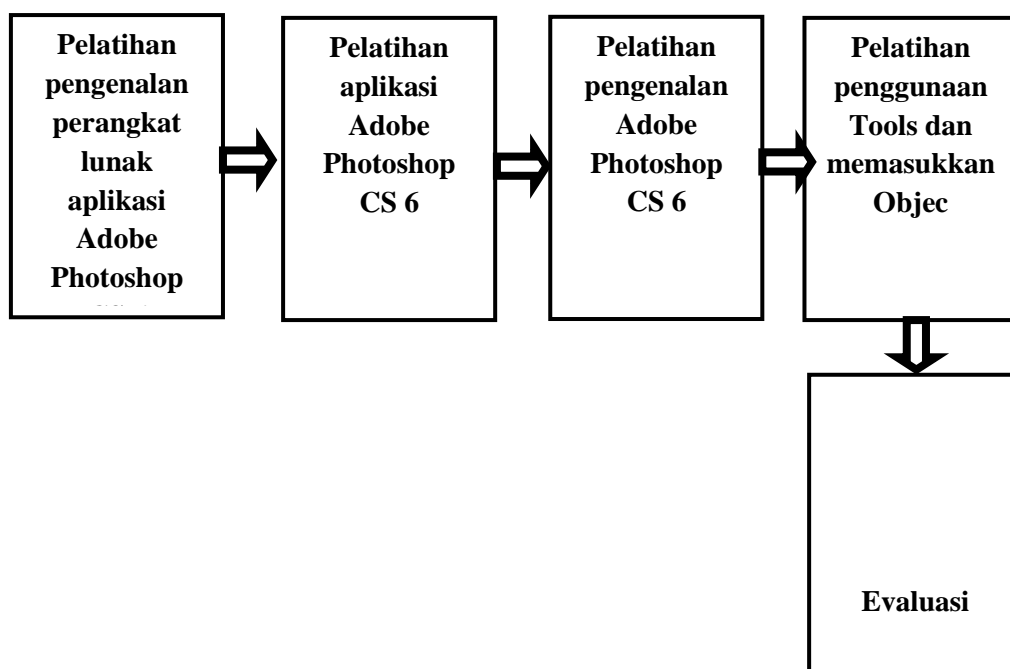 Pelatihan
pengenalan
perangkat
lunak
aplikasi
Adobe
Photoshop
Pelatihan
aplikasi
Adobe
Photoshop
CS 6
Pelatihan
pengenalan
Adobe
Photoshop
CS 6
Pelatihan
penggunaan
Tools dan
memasukkan
Objec
Evaluasi